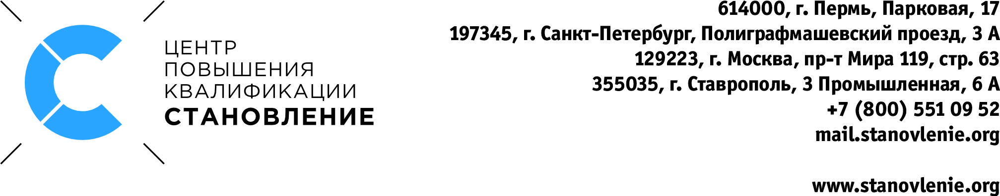 ЦЕНТР
ПОВЫШЕНИЯ
КВАЛИФИКАЦИИ
СТАНОВЛЕНИЕ
614000, г. Пермь, Парковая, 17
197345, г. Санкт-Петербург, Полиграфмашевский проезд, 3 А
129223, г. Москва, пр-т Мира 119, стр. 63
355035, г. Ставрополь, 3 Промышленная, 6 А
+7 (800) 551 09 52
mail.stanovlenie.org
www.stanovlenie.org